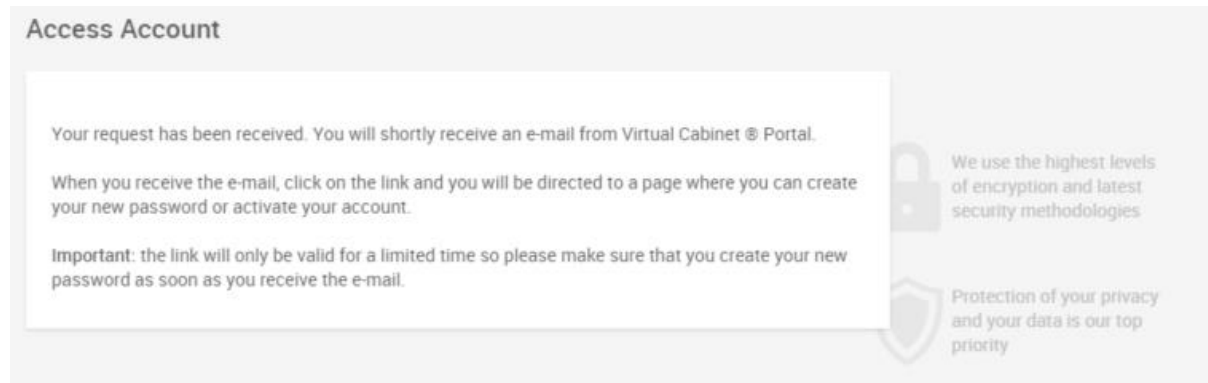 Access Account
Your request has been received. You will shortly receive an e-mail from Virtual Cabinet ® Portal.
When you receive the e-mail, click on the link and you will be directed to a page where you can create
your new password or activate your account.
Important: the link will only be valid for a limited time so please make sure that you create your new
password as soon as you receive the e-mail.
We use the highest levels
of encryption and latest
security methodologies
Protection of your privacy
and your data is our top
priority